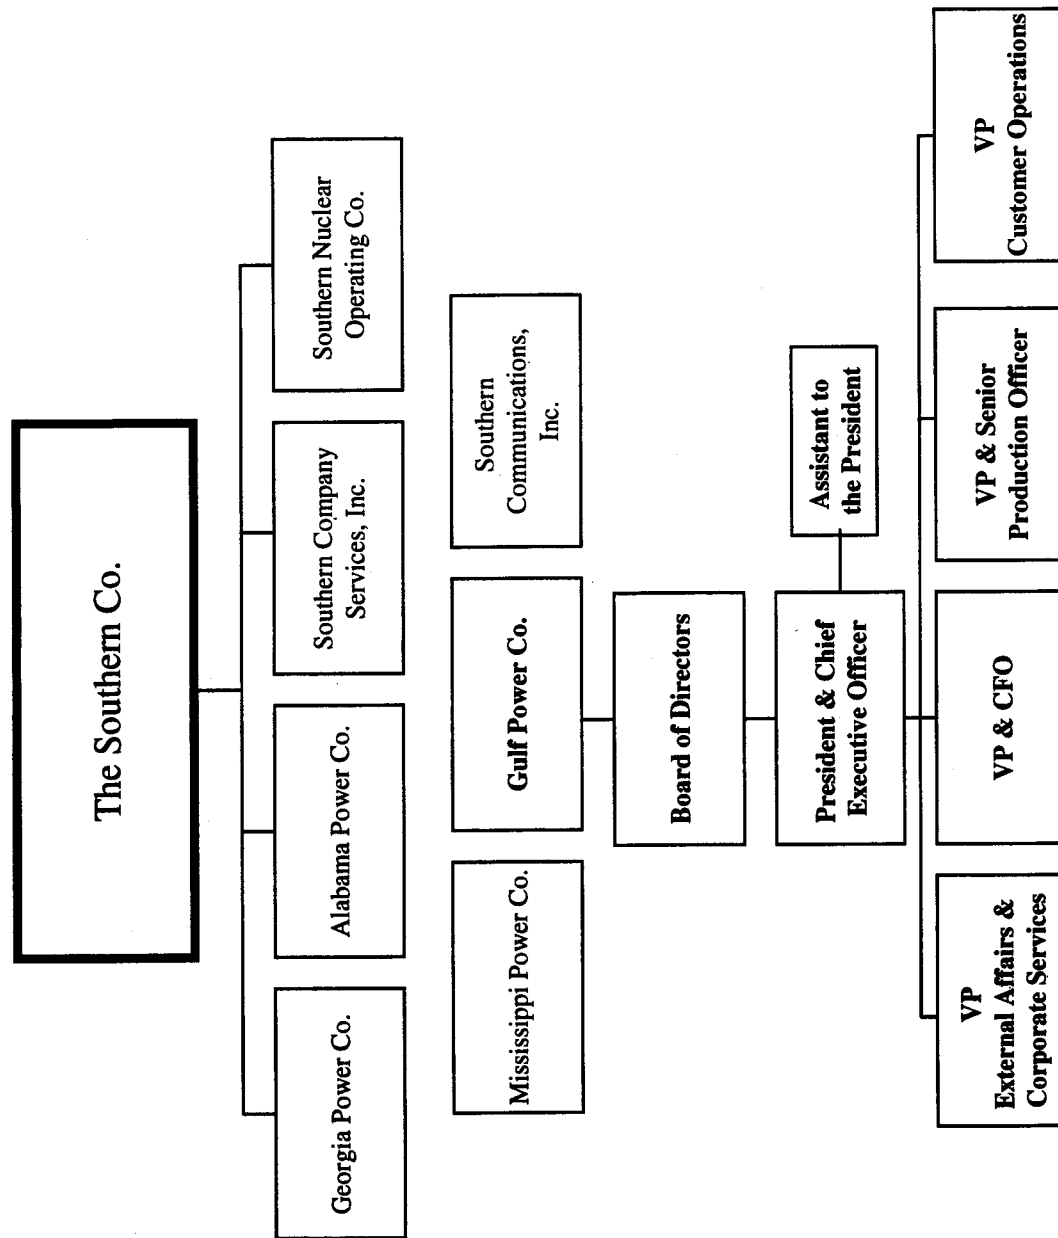 The Southern Co.
Georgia Power Co.
Alabama Power Co.
Southern Company
Services, Inc.
Southern Nuclear
Operating Co.
Mississippi Power Co.
Gulf Power Co.
Southern
Communications,
Inc.
Board of Directors
President & Chief
Executive Officer
Assistant to
the President
VP
External Affairs &
Corporate Services
VP & CFO
VP & Senior
Production Officer
VP
Customer Operations